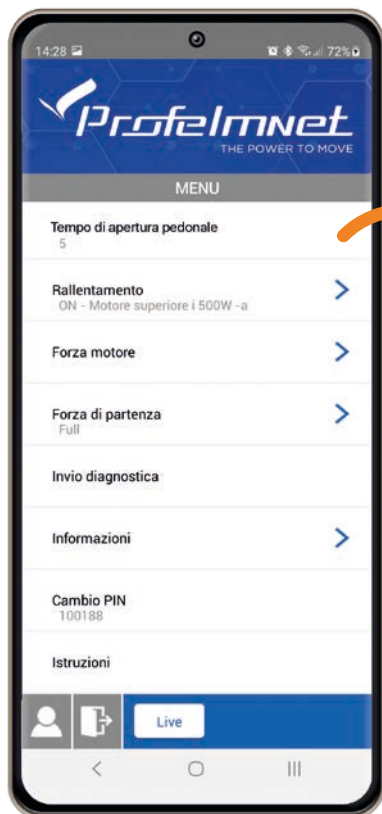 14:28 72%
Profelmnet
THE POWER TO MOVE
MENU
Tempo di apertura pedonale
5
Rallentamento
ON - Motore superiore i 500W -a
Forza motore
Forza di partenza
Full
Invio diagnostica
Informazioni
Cambio PIN
100188
Istruzioni
Live